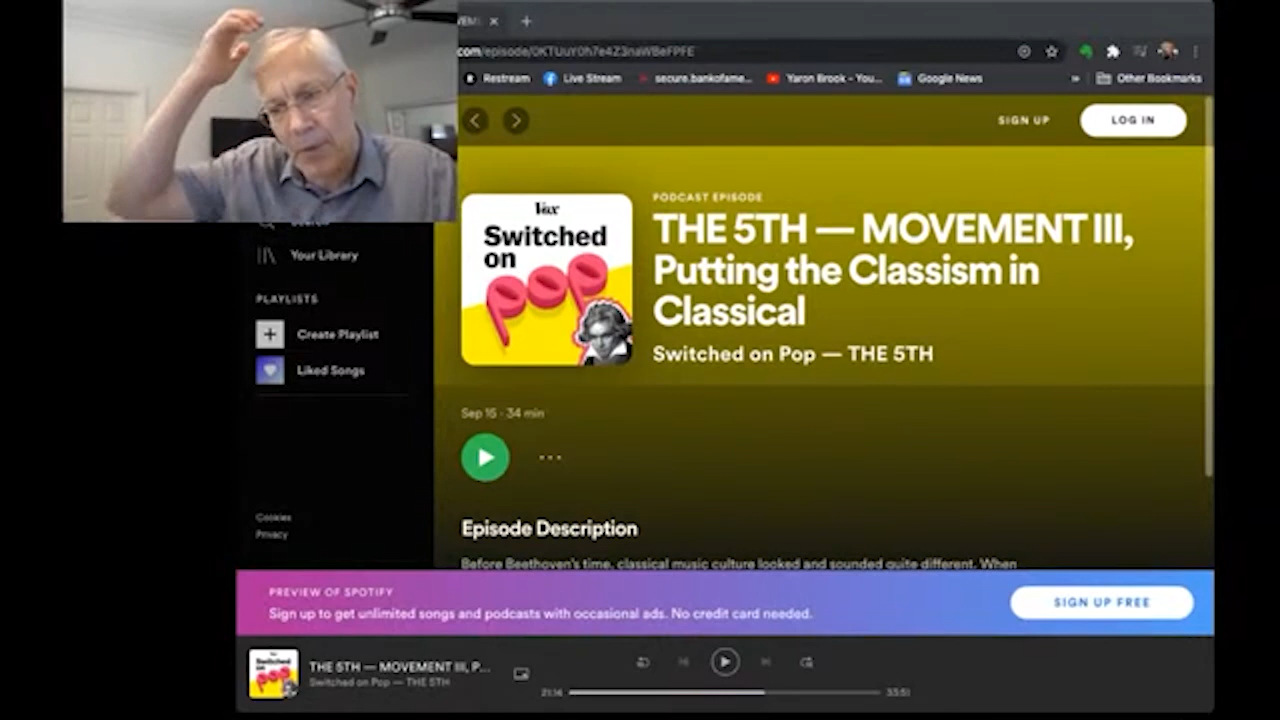 com/episode/0KTUuY0h7e4Z3naWBeFPFE
Restream
Live Stream
secure.bankofame...
Yaron Brook - You...
Google News
Other Bookmarks
SIGN UP
LOG IN
PODCAST EPISODE
THE 5TH — MOVEMENT III,
Putting the Classism in
Classical
Switched on Pop — THE 5TH
Vox
Switched
on
pop
Your Library
PLAYLISTS
Create Playlist
Liked Songs
Sep 15 · 34 min
Episode Description
Before Beethoven's time, classical music culture looked and sounded quite different. When
Cookies
Privacy
PREVIEW OF SPOTIFY
Sign up to get unlimited songs and podcasts with occasional ads. No credit card needed.
SIGN UP FREE
Switched
on
pop
THE 5TH — MOVEMENT III, P...
Switched on Pop — THE 5TH
21:14
33:51